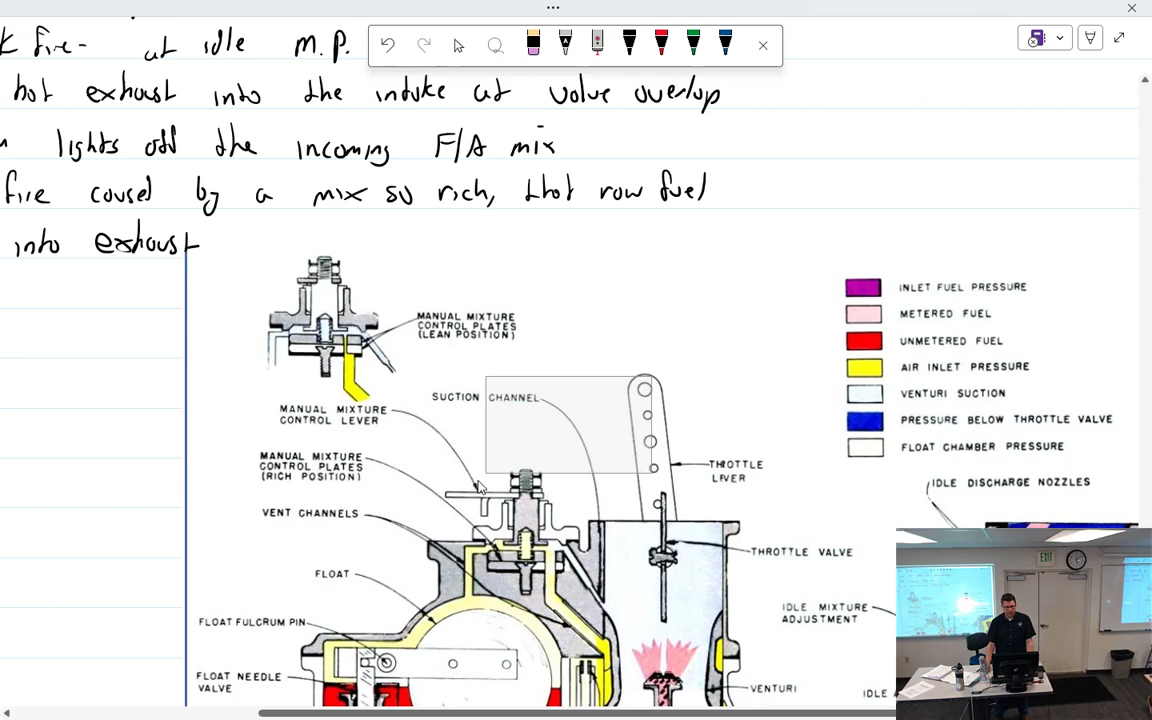 fire- at idle M.P.
hot exhaust into the intake at valve overlap
lights off the incoming F/A mix
fire caused by a mix so rich, that raw fuel
into exhaust
MANUAL MIXTURE
CONTROL PLATES
(LEAN POSITION)
INLET FUEL PRESSURE
METERED FUEL
UNMETERED FUEL
AIR INLET PRESSURE
VENTURI SUCTION
PRESSURE BELOW THROTTLE VALVE
FLOAT CHAMBER PRESSURE
SUCTION CHANNEL
MANUAL MIXTURE
CONTROL LEVER
MANUAL MIXTURE
CONTROL PLATES
(RICH POSITION)
THROTTLE
LEVER
IDLE DISCHARGE NOZZLES
VENT CHANNELS
THROTTLE VALVE
FLOAT
IDLE MIXTURE
ADJUSTMENT
FLOAT FULCRUM PIN
FLOAT NEEDLE
VALVE
VENTURI
IDLE
EXIT